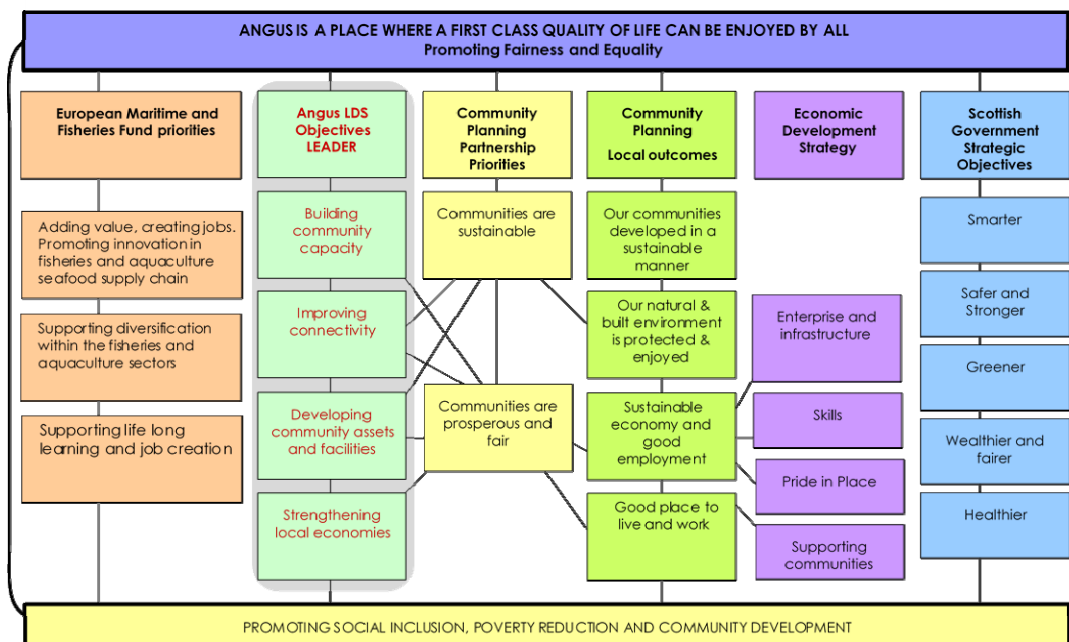 ANGUS IS A PLACE WHERE A FIRST CLASS QUALITY OF LIFE CAN BE ENJOYED BY ALL
Promoting Fairness and Equality
European Maritime and
Fisheries Fund priorities
Adding value, creating jobs.
Promoting innovation in
fisheries and aquaculture
seafood supply chain
Supporting diversification
within the fisheries and
aquaculture sectors
Supporting life long
learning and job creation
Angus LDS
Objectives
LEADER
Building
community
capacity
Improving
connectivity
Developing
community assets
and facilities
Strengthening
local economies
Community
Planning
Partnership
Priorities
Communities are
sustainable
Communities are
prosperous and
fair
Community
Planning
Local outcomes
Our communities
developed in a
sustainable
manner
Our natural &
built environment
is protected &
enjoyed
Sustainable
economy and
good
employment
Good place to
live and work
Economic
Development
Strategy
Enterprise and
infrastructure
Skills
Pride in Place
Supporting
communities
Scottish
Government
Strategic
Objectives
Smarter
Safer and
Stronger
Greener
Wealthier and
fairer
Healthier
PROMOTING SOCIAL INCLUSION, POVERTY REDUCTION AND COMMUNITY DEVELOPMENT